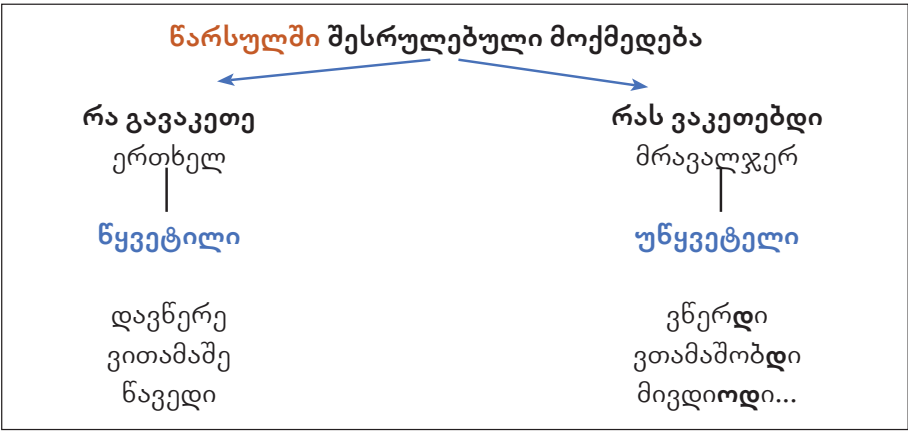 წარსულში შესრულებული მოქმედება
რა გავაკეთე
ერთხელ
წყვეტილი
დავწერე
ვითამაშე
წავედი
რას ვაკეთებდი
მრავალჯერ
უწყვეტელი
ვწერდი
ვთამაშობდი
მივდიოდი...